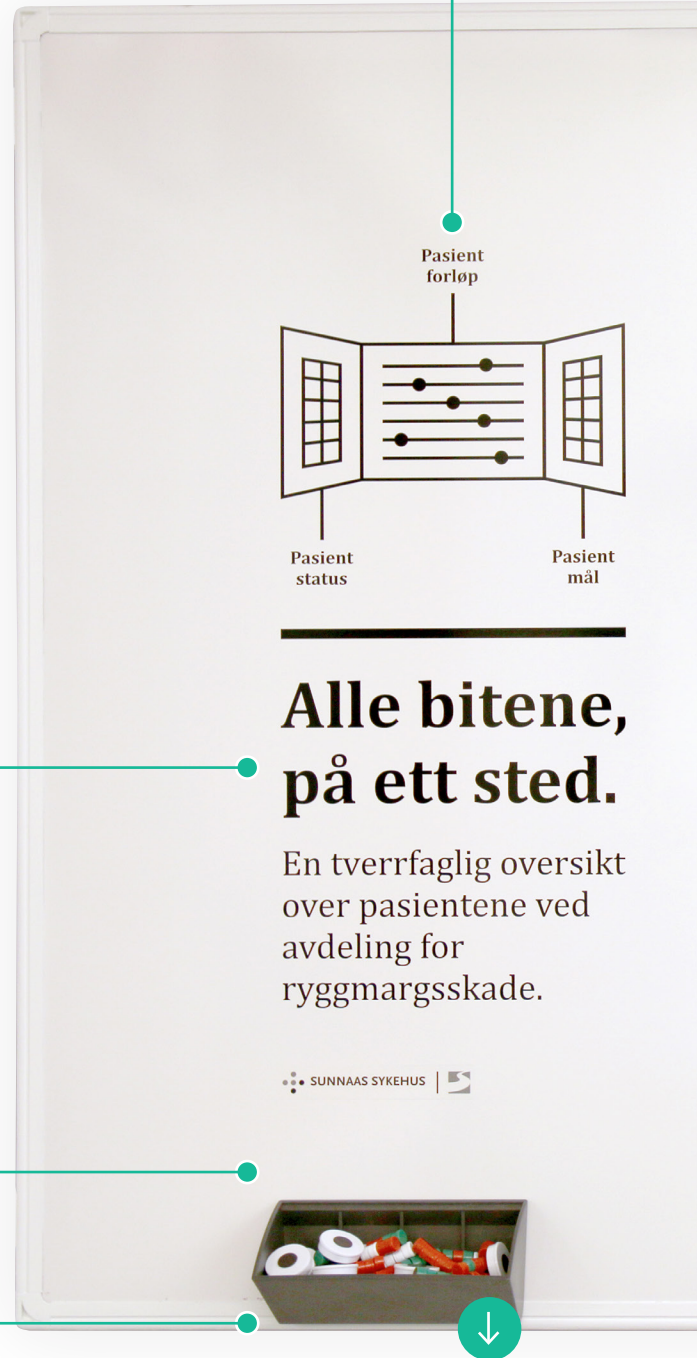 Pasient
forløp
Pasient
status
Pasient
mål
Alle bitene,
på ett sted.
En tverrfaglig oversikt
over pasientene ved
avdeling for
ryggmargsskade.
SUNNAAS SYKEHUS